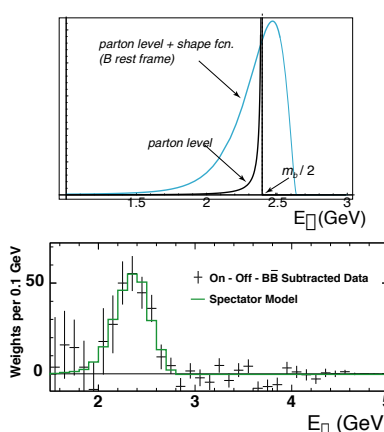 parton level + shape fcn.
(B rest frame)
parton level
m_b / 2
2 2.5 3
E▯(GeV)
Weights per 0.1 GeV
50
0
On - Off - BB̅ Subtracted Data
Spectator Model
2 3 4 5
E▯ (GeV)